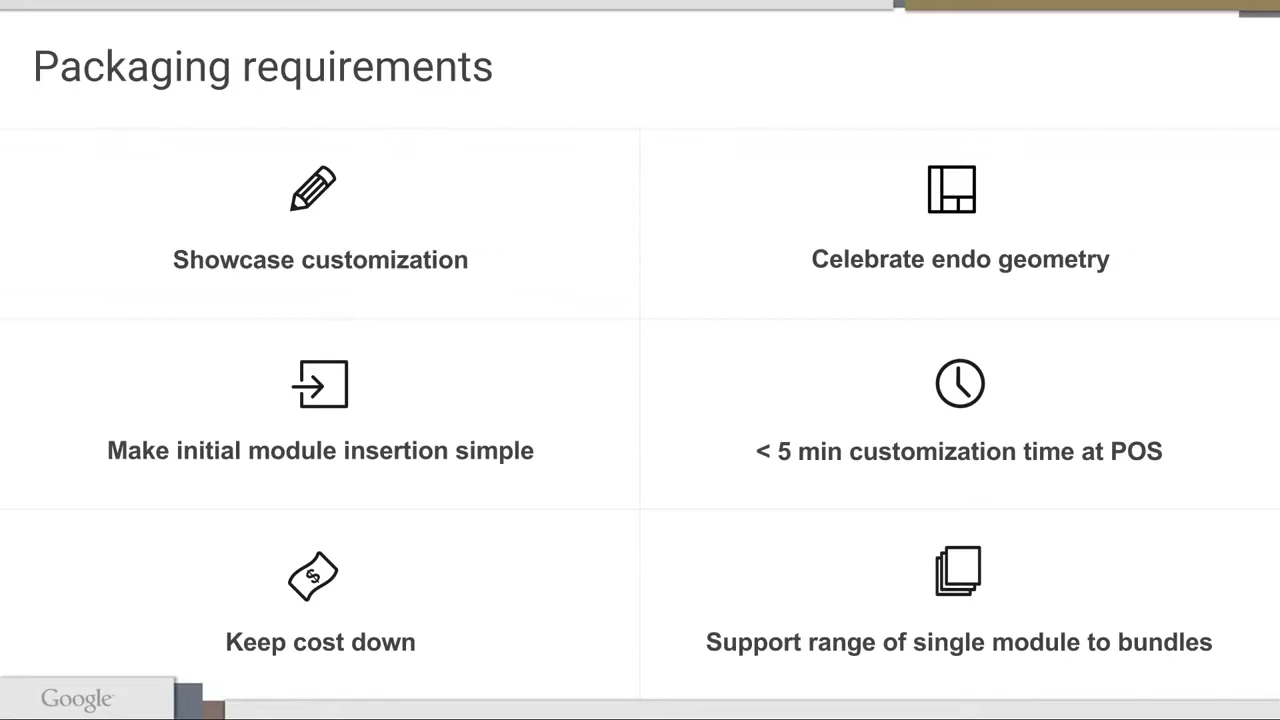 Packaging requirements
Showcase customization
Celebrate endo geometry
Make initial module insertion simple
< 5 min customization time at POS
$
Keep cost down
Support range of single module to bundles
Google